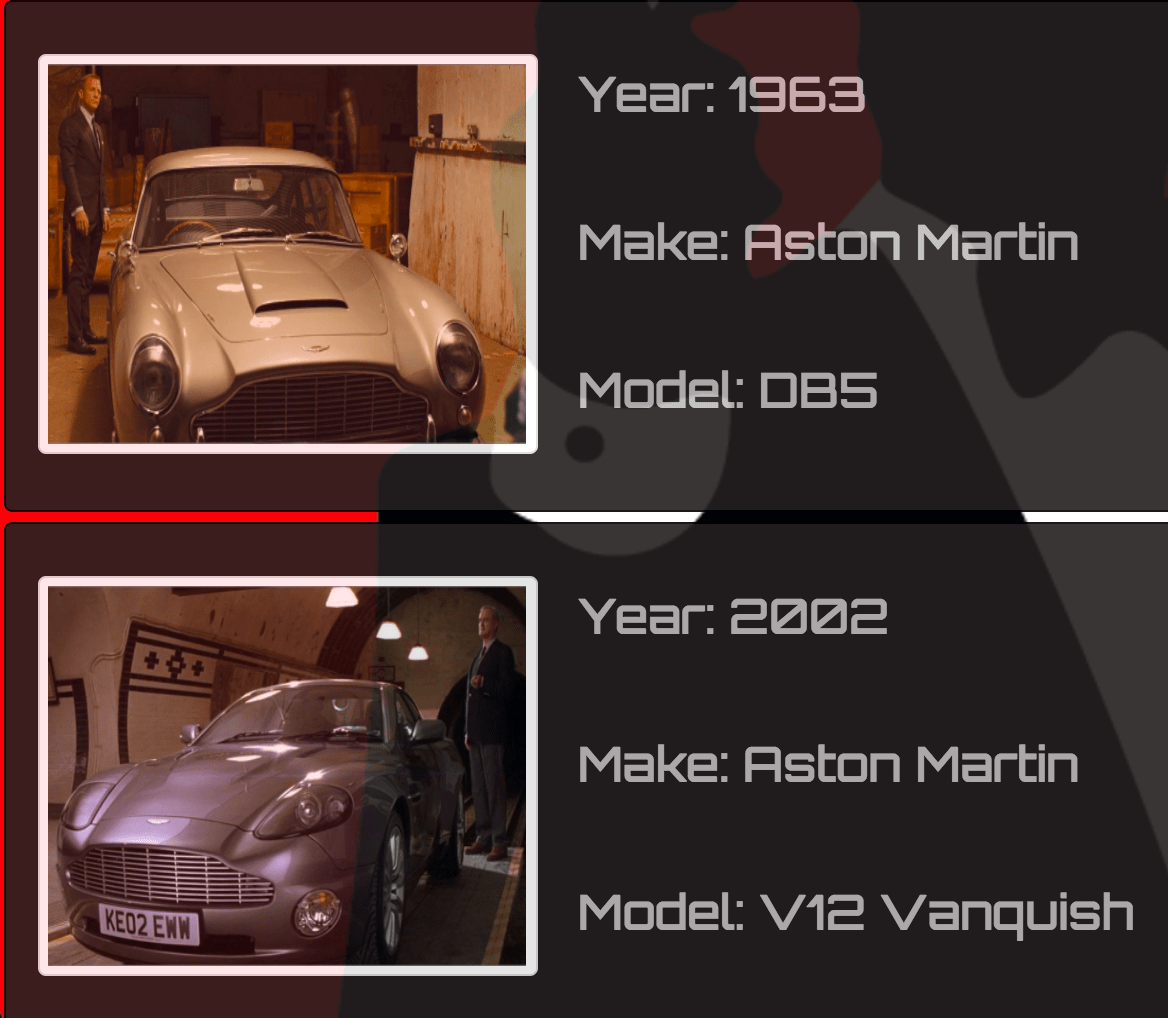 Year: 1963
Make: Aston Martin
Model: DB5
Year: 2002
Make: Aston Martin
Model: V12 Vanquish
KE02 EWW